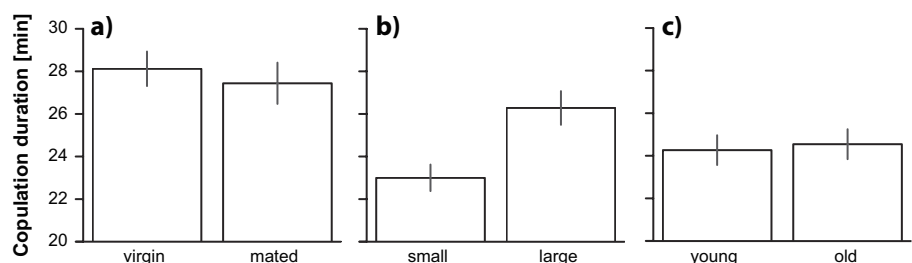 a) b) c)
Copulation duration [min]
30
28
26
24
22
20
virgin mated small large young old